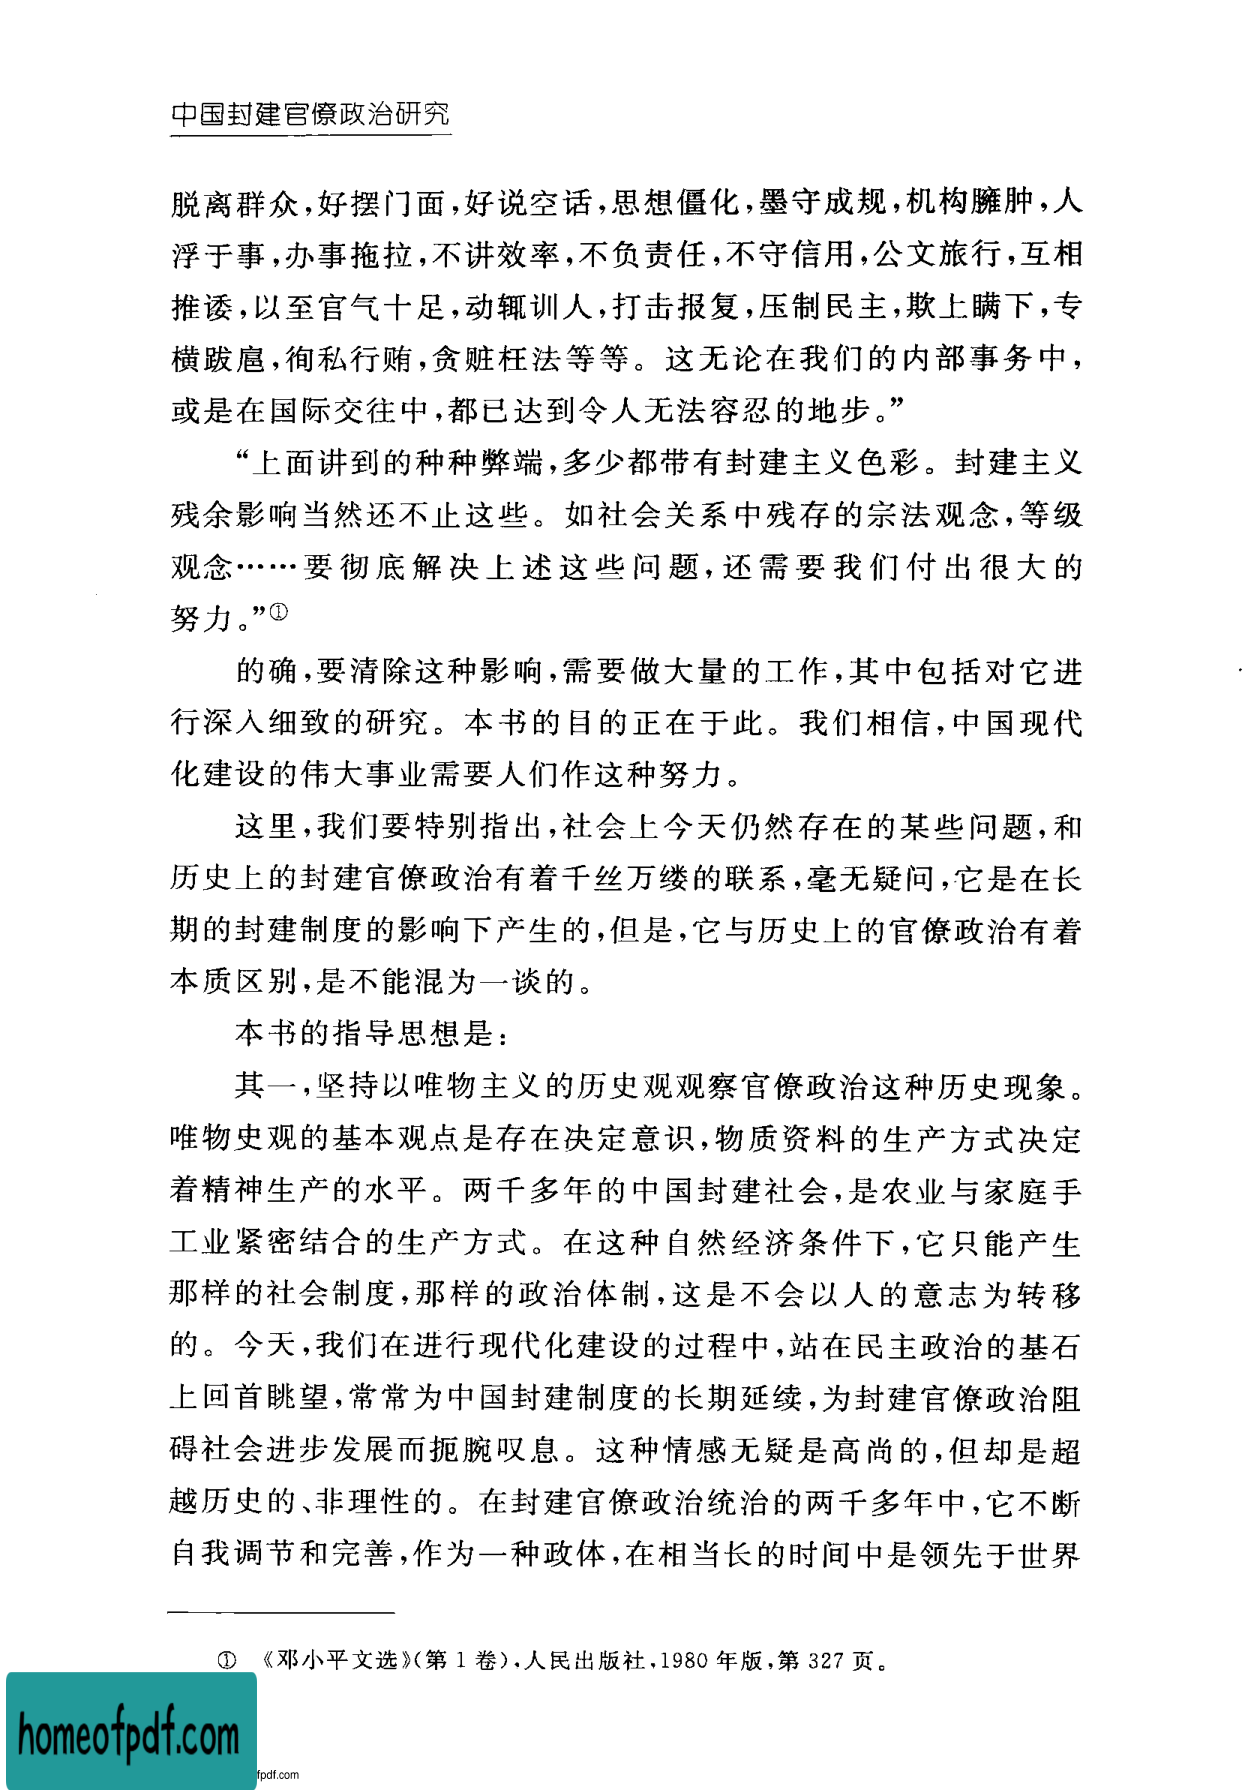 中国封建官僚政治研究
脱离群众,好摆门面,好说空话,思想僵化,墨守成规,机构臃肿,人
浮于事,办事拖拉,不讲效率,不负责任,不守信用,公文旅行,互相
推诿,以至官气十足,动辄训人,打击报复,压制民主,欺上瞒下,专
横跋扈,徇私行贿,贪赃枉法等等。这无论在我们的内部事务中,
或是在国际交往中,都已达到令人无法容忍的地步。”
“上面讲到的种种弊端,多少都带有封建主义色彩。封建主义
残余影响当然还不止这些。如社会关系中残存的宗法观念,等级
观念……要彻底解决上述这些问题,还需要我们付出很大的
努力。”①
的确,要清除这种影响,需要做大量的工作,其中包括对它进
行深入细致的研究。本书的目的正在于此。我们相信,中国现代
化建设的伟大事业需要人们作这种努力。
这里,我们要特别指出,社会上今天仍然存在的某些问题,和
历史上的封建官僚政治有着千丝万缕的联系,毫无疑问,它是在长
期的封建制度的影响下产生的,但是,它与历史上的官僚政治有着
本质区别,是不能混为一谈的。
本书的指导思想是:
其一,坚持以唯物主义的历史观观察官僚政治这种历史现象。
唯物史观的基本观点是存在决定意识,物质资料的生产方式决定
着精神生产的水平。两千多年的中国封建社会,是农业与家庭手
工业紧密结合的生产方式。在这种自然经济条件下,它只能产生
那样的社会制度,那样的政治体制,这是不会以人的意志为转移
的。今天,我们在进行现代化建设的过程中,站在民主政治的基石
上回首眺望,常常为中国封建制度的长期延续,为封建官僚政治阻
碍社会进步发展而扼腕叹息。这种情感无疑是高尚的,但却是超
越历史的、非理性的。在封建官僚政治统治的两千多年中,它不断
自我调节和完善,作为一种政体,在相当长的时间中是领先于世界
① 《邓小平文选》(第1卷),人民出版社,1980年版,第327页。
homeofpdf.com
fpdf.com